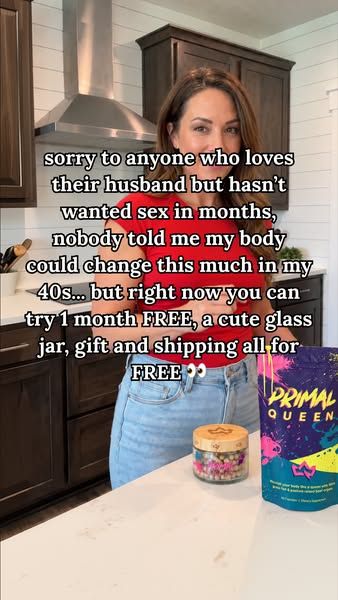 sorry to anyone who loves
their husband but hasn't
wanted sex in months,
nobody told me my body
could change this much in my
40s... but right now you can
try 1 month FREE, a cute glass
jar, gift and shipping all for
FREE 👀
PRIMAL
QUEEN